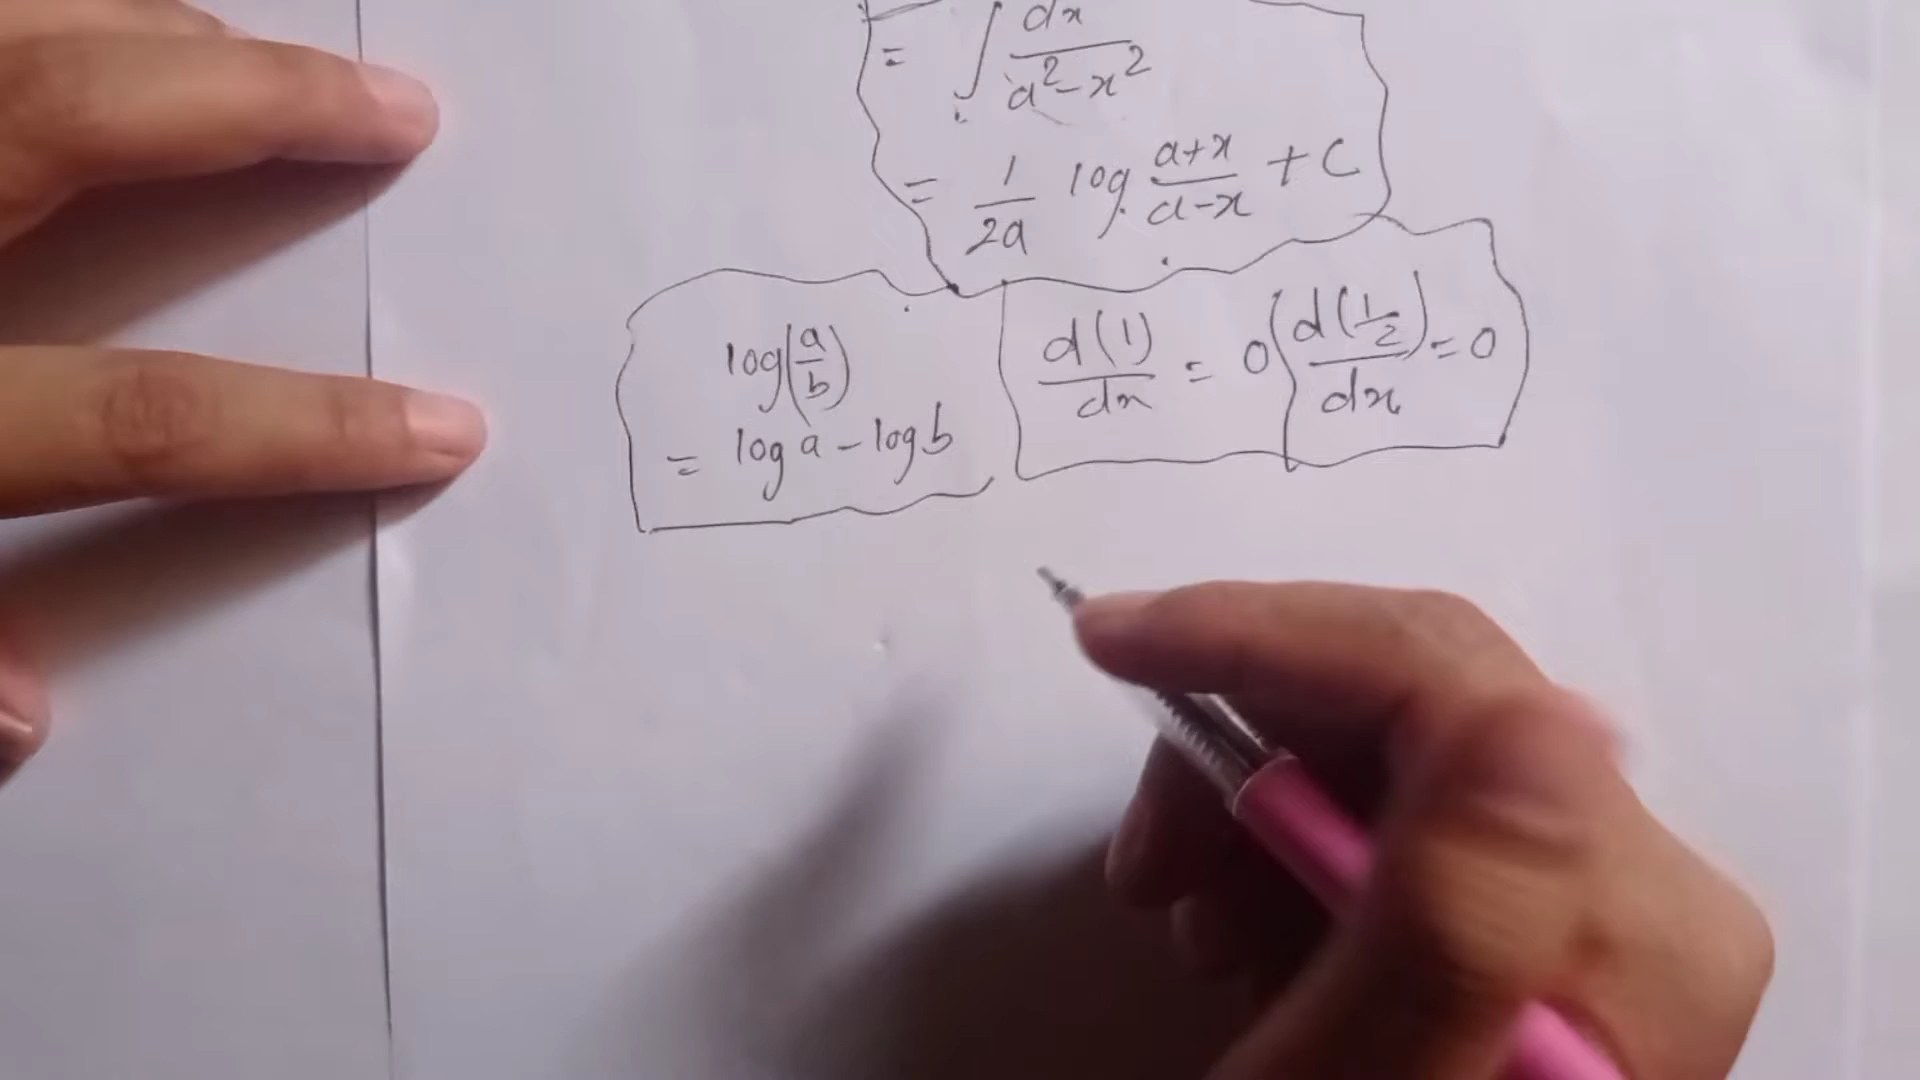 = ∫ dx / a² - x²
= 1/2a log a+x / a-x + C
log(a/b)
= log a - log b
d(1)/dx = 0
d(1/2)/dx = 0